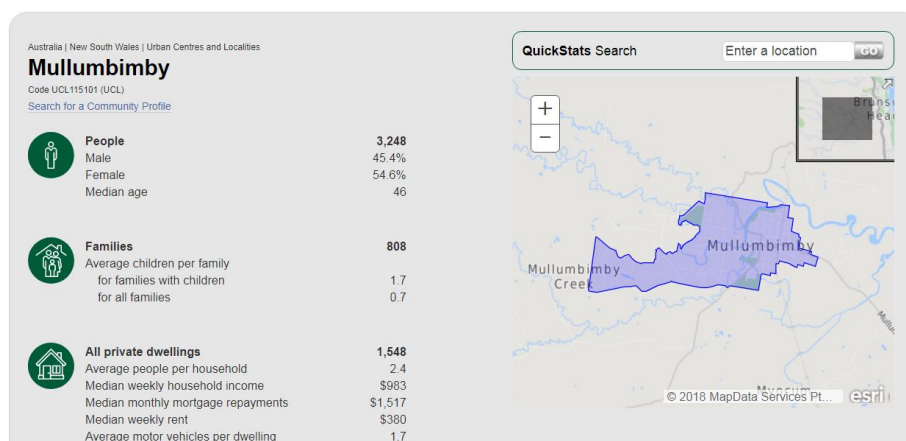 Australia | New South Wales | Urban Centres and Localities
Mullumbimby
Code UCL115101 (UCL)
Search for a Community Profile
People 3,248
Male 45.4%
Female 54.6%
Median age 46
Families 808
Average children per family
for families with children 1.7
for all families 0.7
All private dwellings 1,548
Average people per household 2.4
Median weekly household income $983
Median monthly mortgage repayments $1,517
Median weekly rent $380
Average motor vehicles per dwelling 1.7
QuickStats Search Enter a location GO
+
−
Bruns
Hea
Mullumbimby
Mullumbimby
Creek
Mullu
Myocum
© 2018 MapData Services Pt... esri